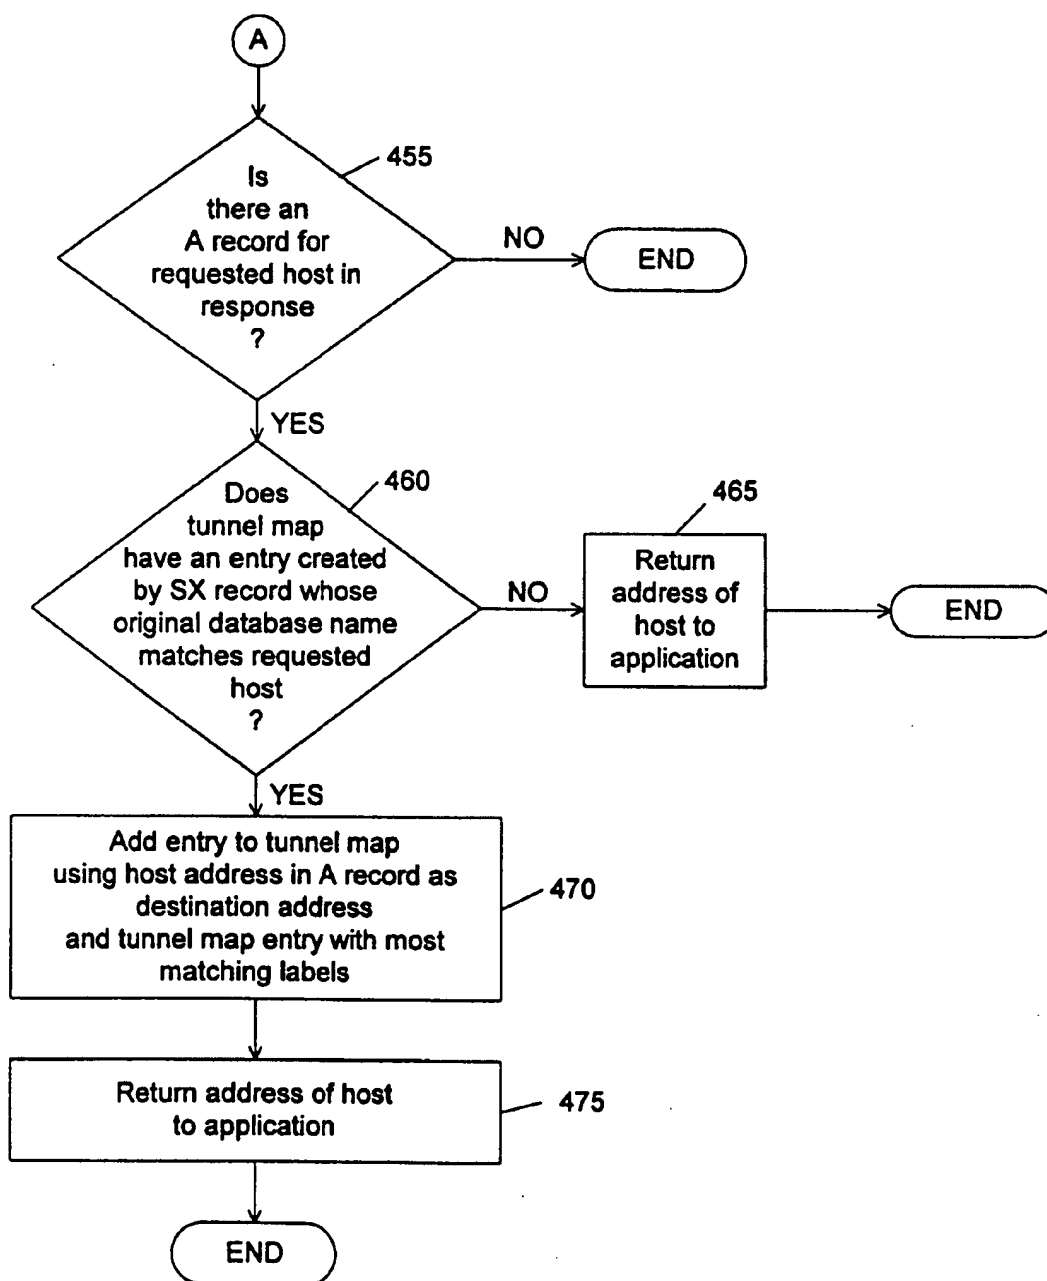 A
455
Is
there an
A record for
requested host in
response
?
NO
END
YES
460
Does
tunnel map
have an entry created
by SX record whose
original database name
matches requested
host
?
NO
465
Return
address of
host to
application
END
YES
Add entry to tunnel map
using host address in A record as
destination address
and tunnel map entry with most
matching labels
470
Return address of host
to application
475
END